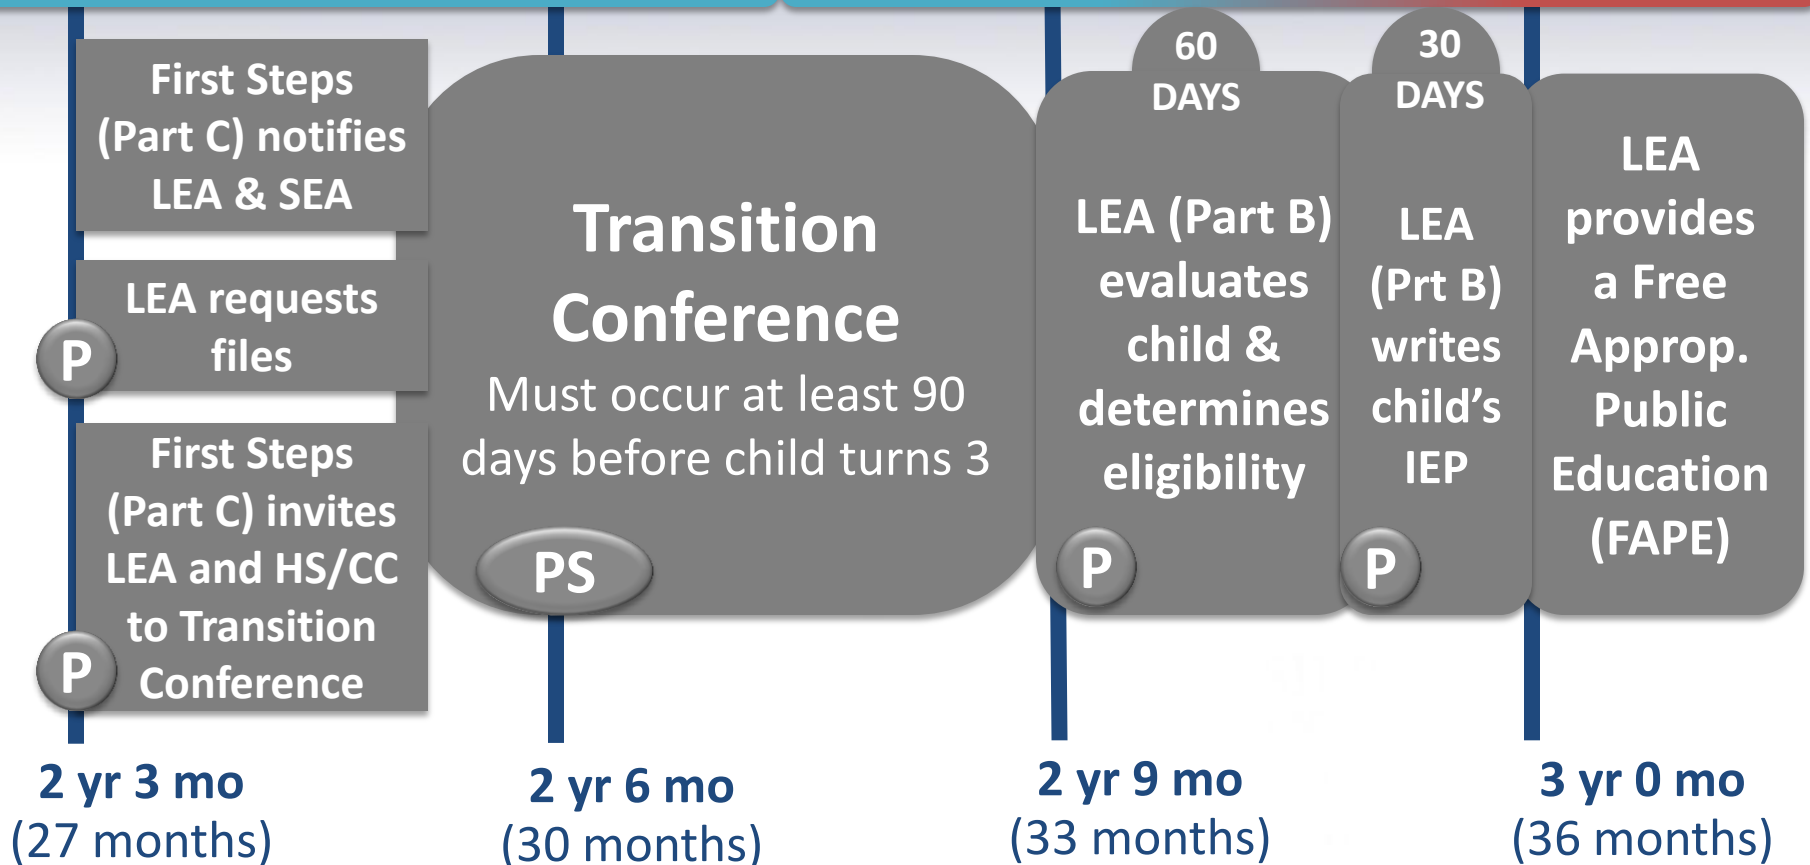 First Steps
(Part C) notifies
LEA & SEA
LEA requests
files
P
First Steps
(Part C) invites
LEA and HS/CC
to Transition
Conference
P
Transition
Conference
Must occur at least 90
days before child turns 3
PS
60
DAYS
LEA (Part B)
evaluates
child &
determines
eligibility
P
30
DAYS
LEA
(Prt B)
writes
child's
IEP
P
LEA
provides
a Free
Approp.
Public
Education
(FAPE)
2 yr 3 mo
(27 months)
2 yr 6 mo
(30 months)
2 yr 9 mo
(33 months)
3 yr 0 mo
(36 months)